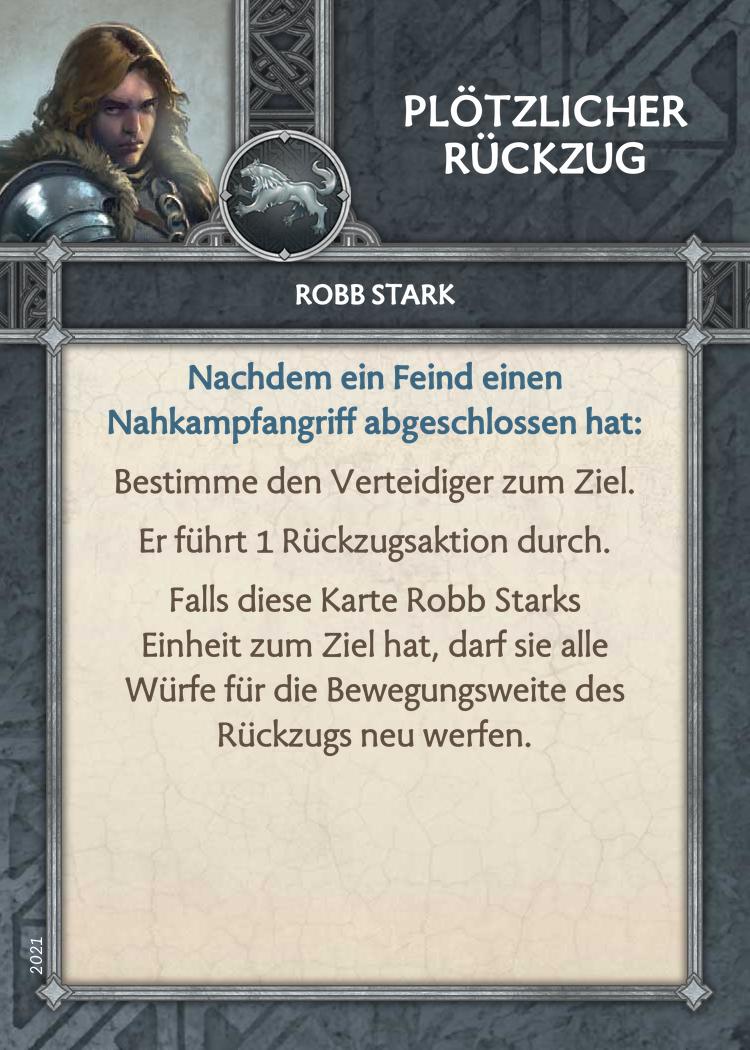 PLÖTZLICHER
RÜCKZUG
ROBB STARK
Nachdem ein Feind einen
Nahkampfangriff abgeschlossen hat:
Bestimme den Verteidiger zum Ziel.
Er führt 1 Rückzugsaktion durch.
Falls diese Karte Robb Starks
Einheit zum Ziel hat, darf sie alle
Würfe für die Bewegungsweite des
Rückzugs neu werfen.
2021